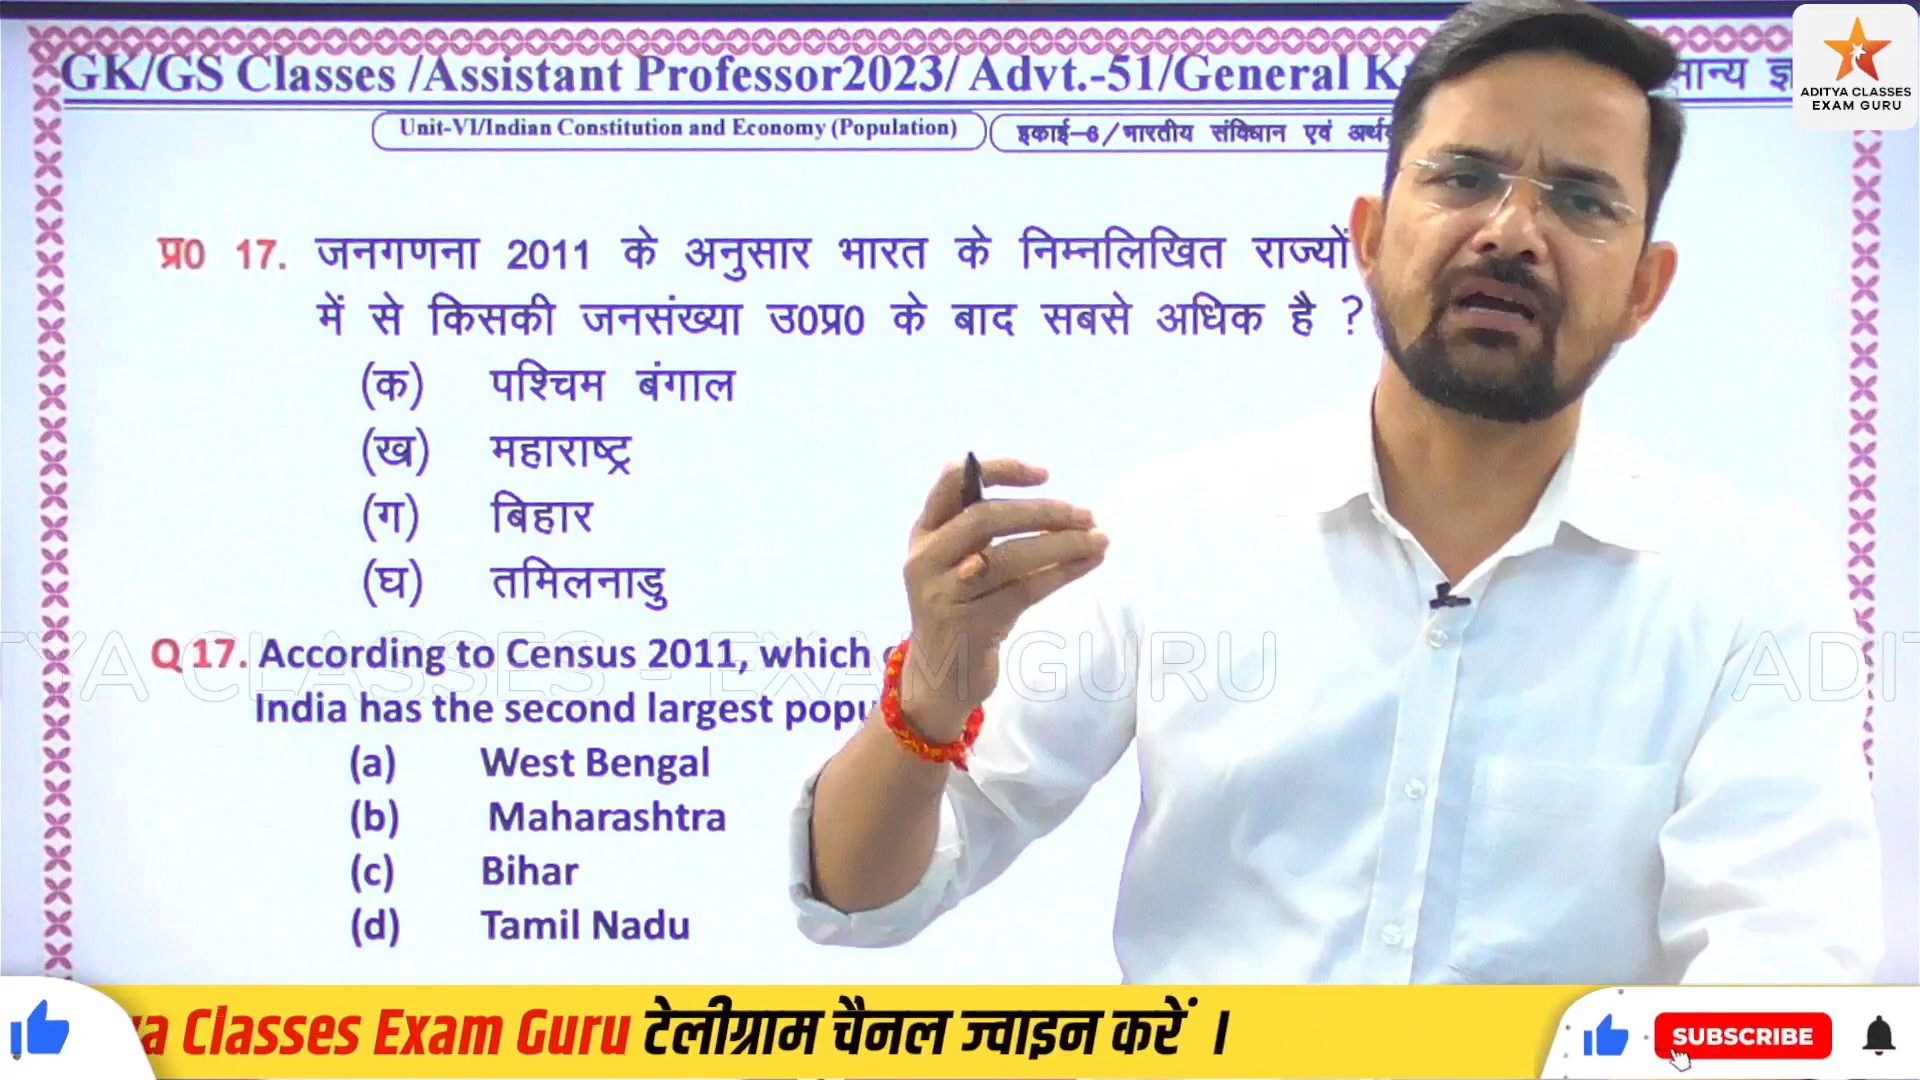 GK/GS Classes /Assistant Professor2023/ Advt.-51/General
मान्य
ADITYA CLASSES
EXAM GURU
Unit-VI/Indian Constitution and Economy (Population)
इकाई–6/भारतीय संविधान एवं
प्र0 17. जनगणना 2011 के अनुसार भारत के निम्नलिखित राज्यों
में से किसकी जनसंख्या उ0प्र0 के बाद सबसे अधिक है ?
(क) पश्चिम बंगाल
(ख) महाराष्ट्र
(ग) बिहार
(घ) तमिलनाडु
Q 17. According to Census 2011, which
India has the second largest
(a) West Bengal
(b) Maharashtra
(c) Bihar
(d) Tamil Nadu
CLASSES - EXAM GURU
Classes Exam Guru टेलीग्राम चैनल ज्वाइन करें ।
SUBSCRIBE